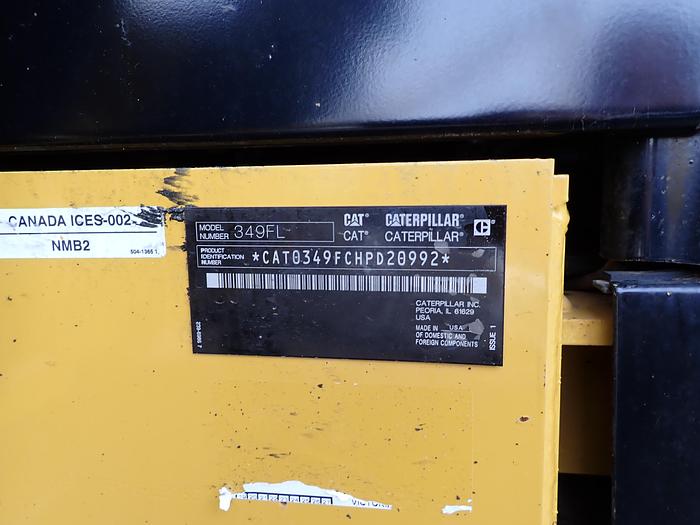 CANADA ICES-002
NMB2
504-1365 1
MODEL NUMBER 349FL
CAT® CATERPILLAR®
CAT® CATERPILLAR C
PRODUCT IDENTIFICATION NUMBER *CAT0349FCHPD20992*
CATERPILLAR INC.
PEORIA, IL 61629
USA
MADE IN USA
OF DOMESTIC AND
FOREIGN COMPONENTS
ISSUE 1